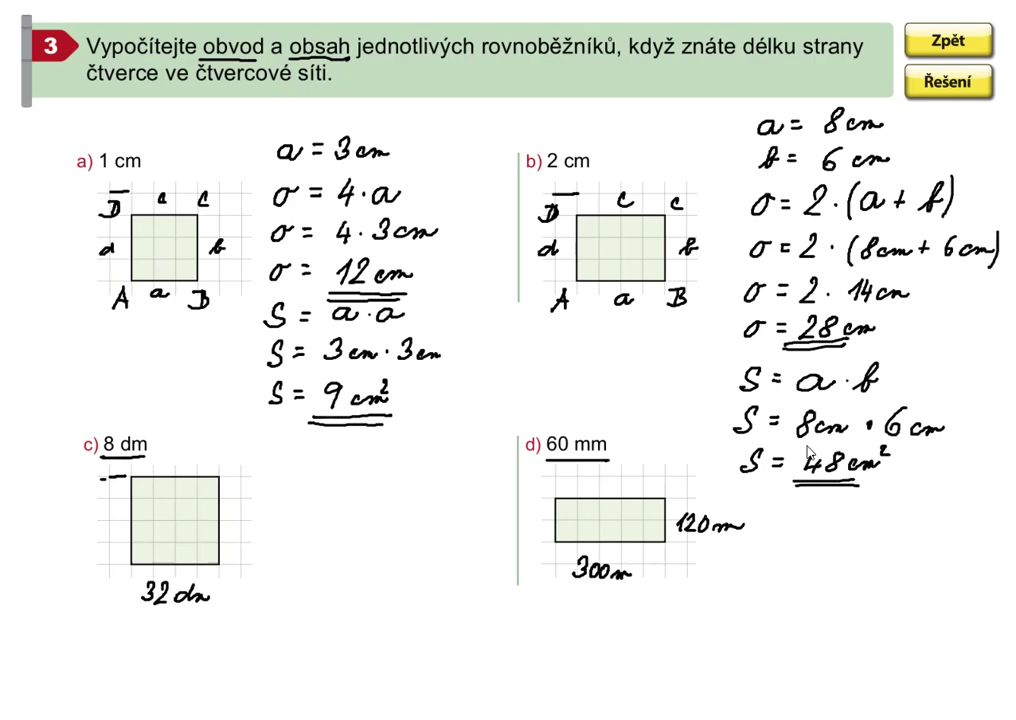 3 Vypočítejte obvod a obsah jednotlivých rovnoběžníků, když znáte délku strany
čtverce ve čtvercové síti.
Zpět
Řešení
a) 1 cm
D c C
d b
A a B
a = 3 cm
σ = 4 · a
σ = 4 · 3 cm
σ = 12 cm
S = a · a
S = 3 cm · 3 cm
S = 9 cm²
b) 2 cm
D c C
d b
A a B
a = 8 cm
b = 6 cm
σ = 2 · (a + b)
σ = 2 · (8 cm + 6 cm)
σ = 2 · 14 cm
σ = 28 cm
S = a · b
S = 8 cm · 6 cm
S = 48 cm²
c) 8 dm
32 dm
d) 60 mm
120 m
300 m